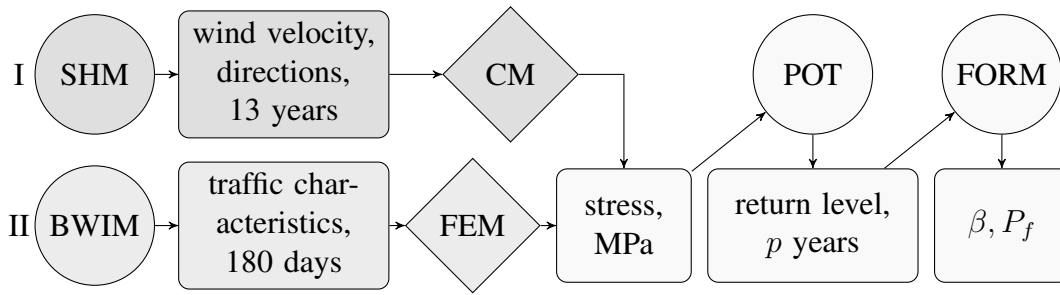 I
SHM
wind velocity,
directions,
13 years
CM
POT
FORM
II
BWIM
traffic char-
acteristics,
180 days
FEM
stress,
MPa
return level,
p years
β, P_f